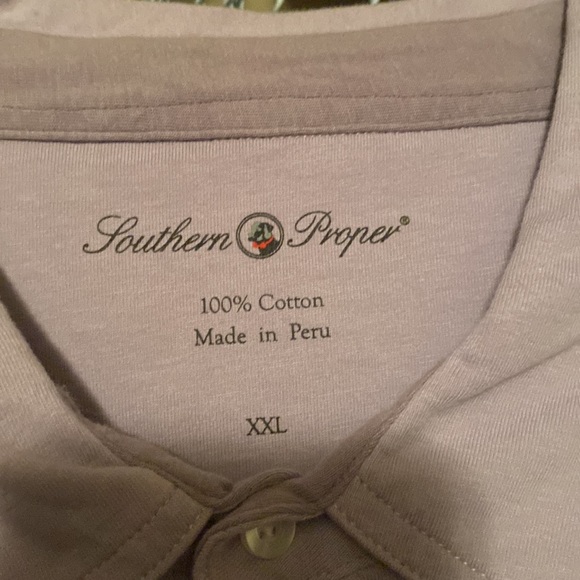 Southern Proper®
100% Cotton
Made in Peru
XXL